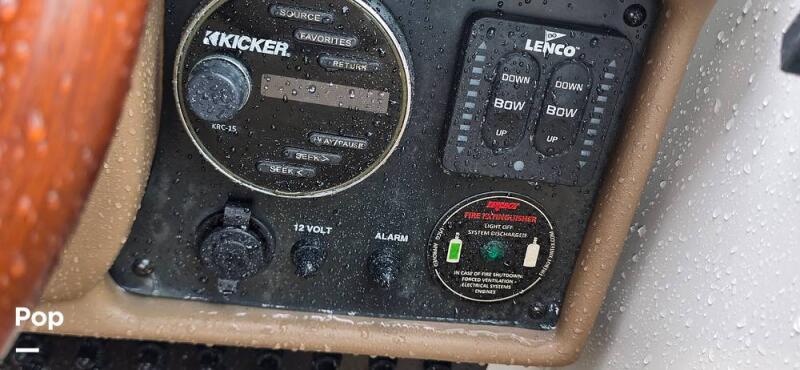 SOURCE
FAVORITES
RETURN
KICKER
KRC-15
PLAY/PAUSE
SEEK >
SEEK <
LENCO
DOWN
BOW
UP
DOWN
BOW
UP
12 VOLT
ALARM
FIRE EXTINGUISHER
LIGHT OFF
SYSTEM DISCHARGED
IN CASE OF FIRE SHUTDOWN:
FORCED VENTILATION -
ELECTRICAL SYSTEMS
ENGINES
Pop